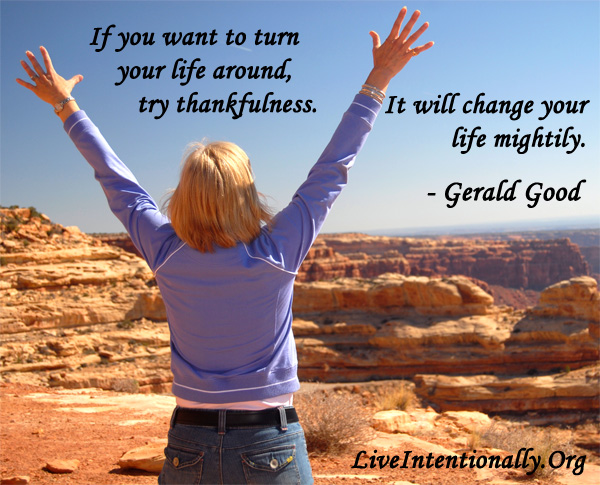 If you want to turn
your life around,
try thankfulness.
It will change your
life mightily.
- Gerald Good
LiveIntentionally.Org